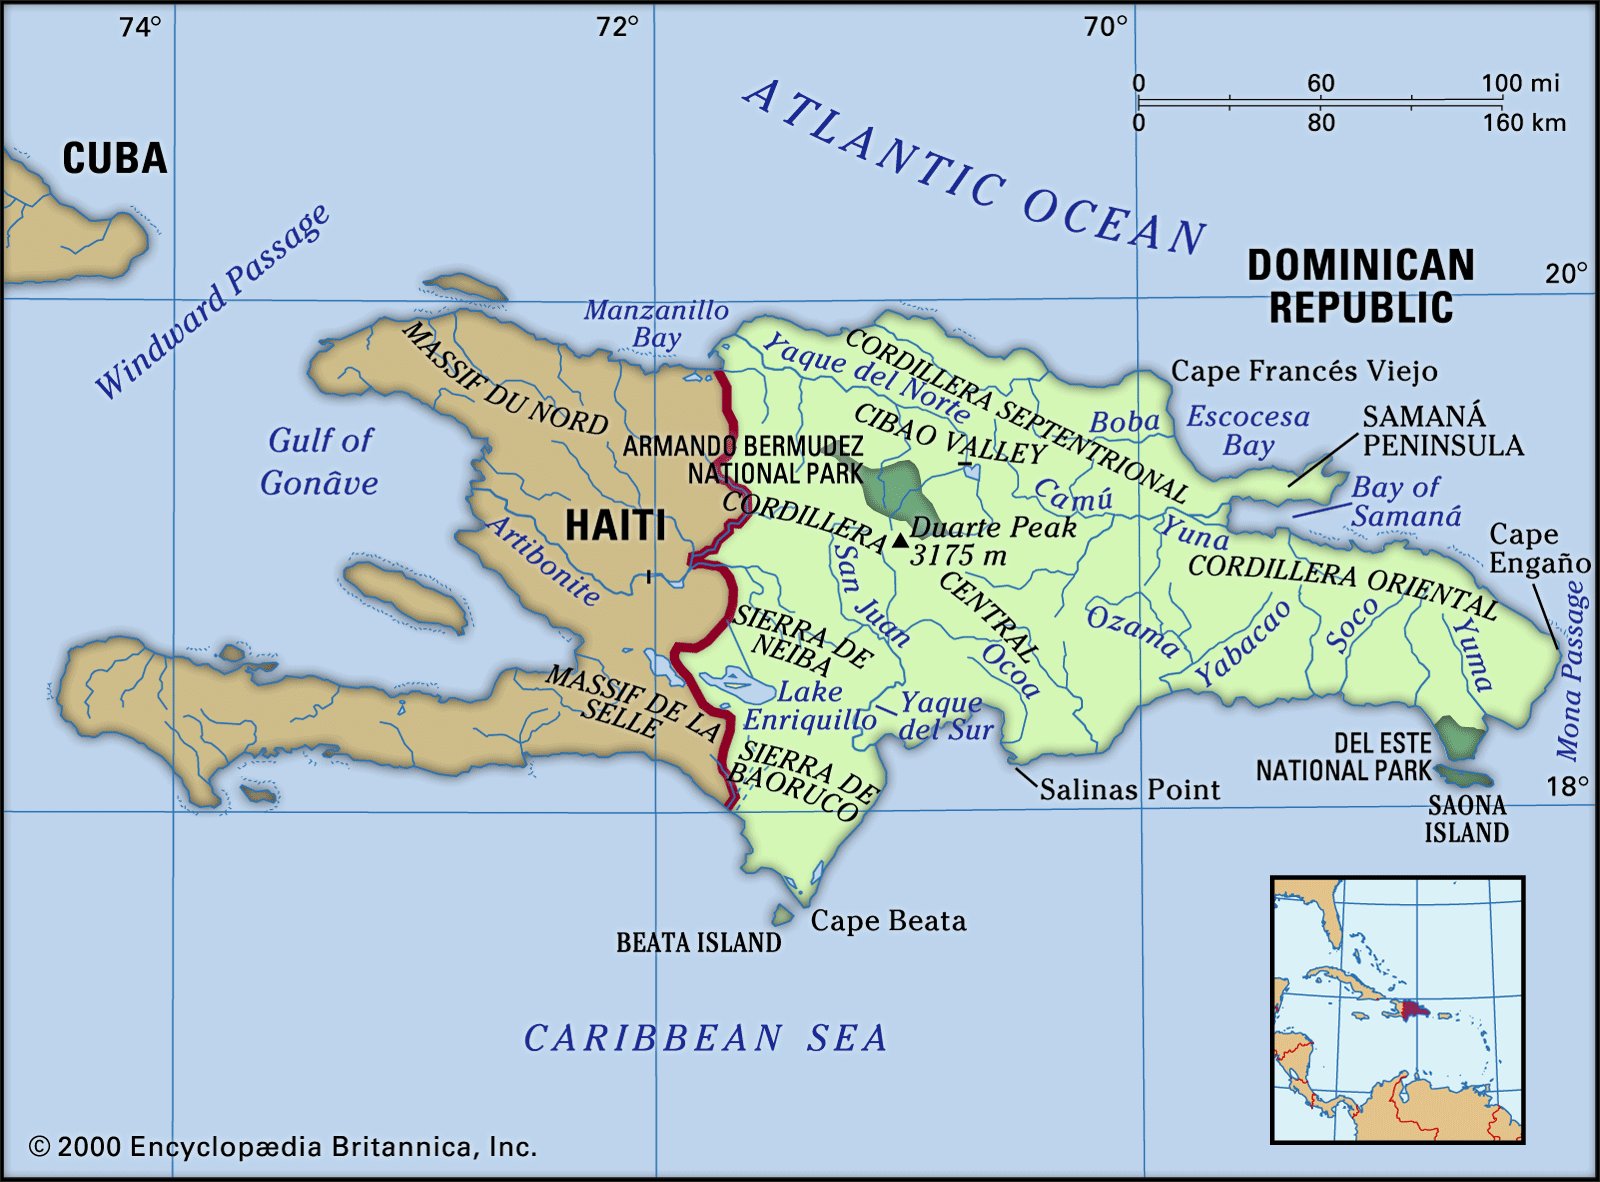 74°
72°
70°
0 60 100 mi
0 80 160 km
CUBA
ATLANTIC OCEAN
Windward Passage
DOMINICAN
REPUBLIC
20°
Manzanillo
Bay
MASSIF DU NORD
Yaque del Norte
CORDILLERA SEPTENTRIONAL
Cape Francés Viejo
CIBAO VALLEY
Boba
Escocesa
Bay
SAMANÁ
PENINSULA
Gulf of
Gonâve
ARMANDO BERMUDEZ
NATIONAL PARK
Camú
Bay of
Samaná
HAITI
CORDILLERA CENTRAL
Duarte Peak
3175 m
Yuna
Cape
Engaño
Artibonite
San Juan
CORDILLERA ORIENTAL
SIERRA DE
NEIBA
Ocoa
Ozama
Yabacao
Soco
Yuma
Mona Passage
MASSIF DE LA
SELLE
Lake
Enriquillo
Yaque
del Sur
SIERRA DE
BAORUCO
Salinas Point
DEL ESTE
NATIONAL PARK
18°
SAONA
ISLAND
Cape Beata
BEATA ISLAND
CARIBBEAN SEA
© 2000 Encyclopædia Britannica, Inc.